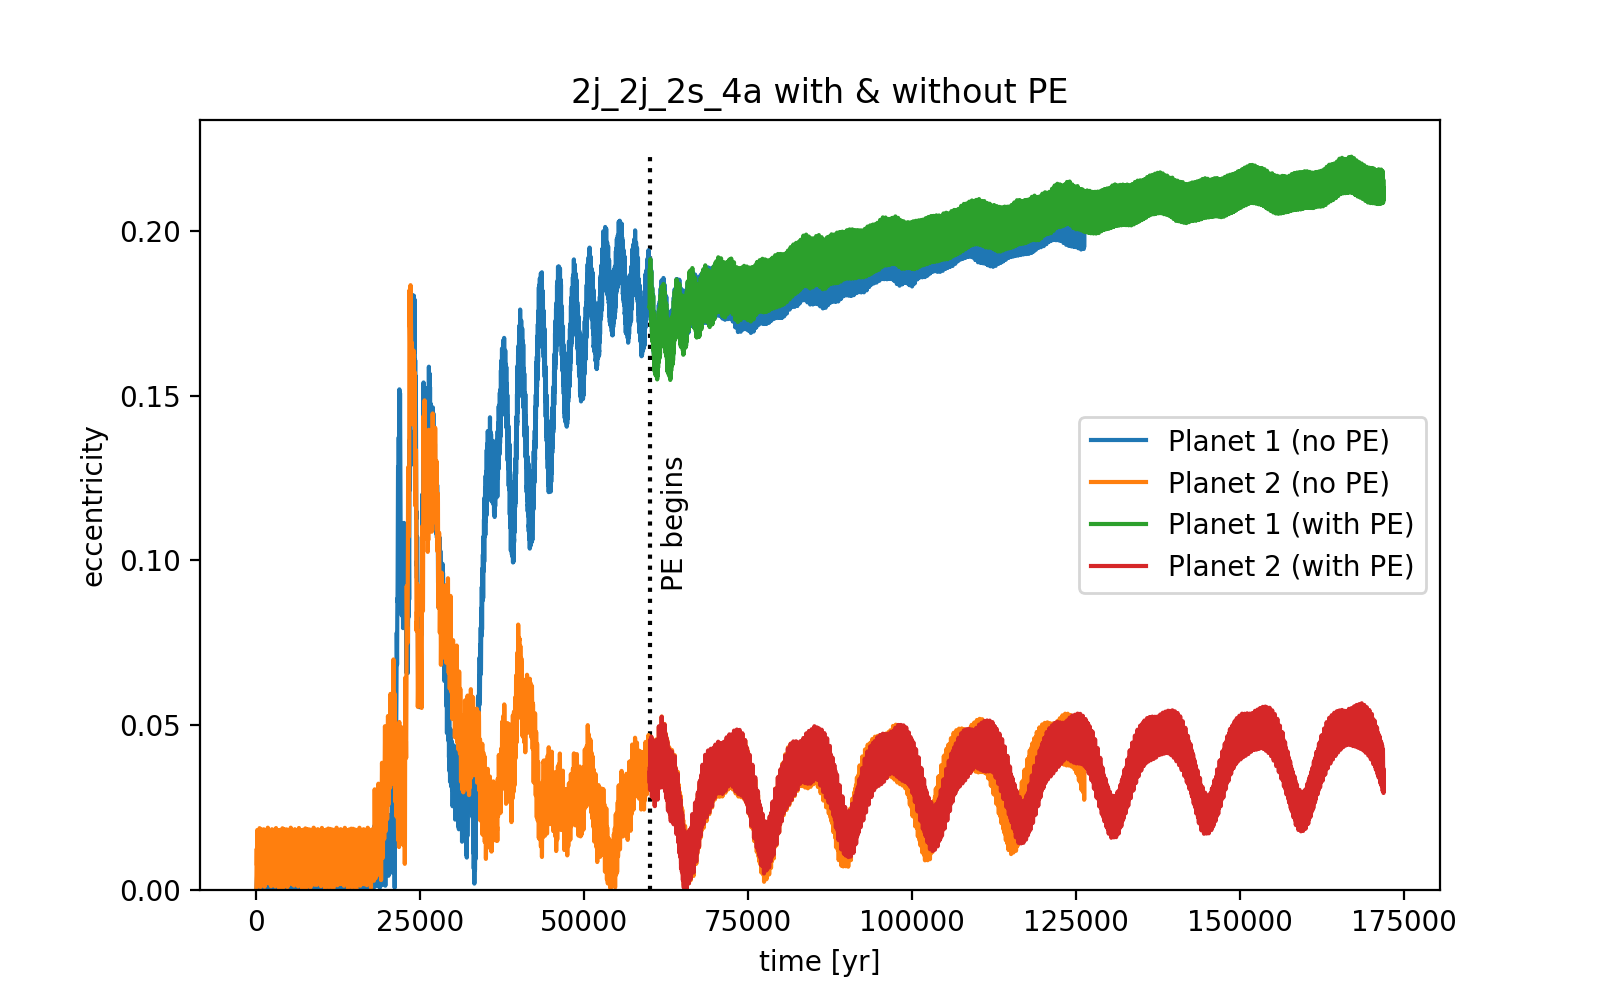 2j_2j_2s_4a with & without PE
eccentricity
0.20
0.15
0.10
0.05
0.00
PE begins
Planet 1 (no PE)
Planet 2 (no PE)
Planet 1 (with PE)
Planet 2 (with PE)
0 25000 50000 75000 100000 125000 150000 175000
time [yr]